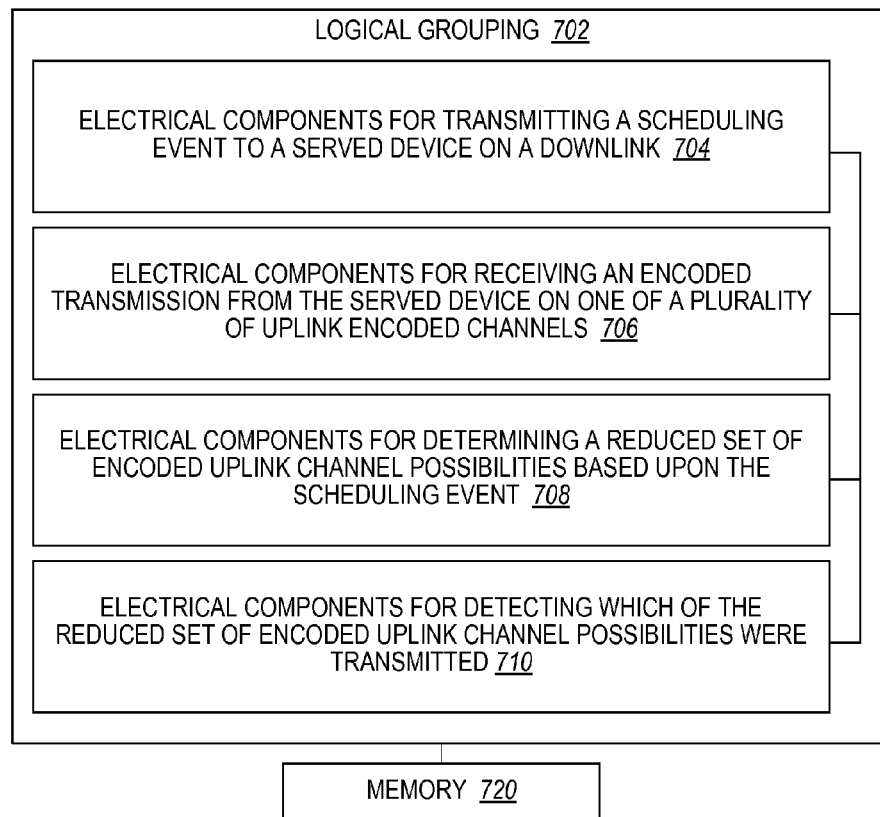 LOGICAL GROUPING 702
ELECTRICAL COMPONENTS FOR TRANSMITTING A SCHEDULING
EVENT TO A SERVED DEVICE ON A DOWNLINK 704
ELECTRICAL COMPONENTS FOR RECEIVING AN ENCODED
TRANSMISSION FROM THE SERVED DEVICE ON ONE OF A PLURALITY
OF UPLINK ENCODED CHANNELS 706
ELECTRICAL COMPONENTS FOR DETERMINING A REDUCED SET OF
ENCODED UPLINK CHANNEL POSSIBILITIES BASED UPON THE
SCHEDULING EVENT 708
ELECTRICAL COMPONENTS FOR DETECTING WHICH OF THE
REDUCED SET OF ENCODED UPLINK CHANNEL POSSIBILITIES WERE
TRANSMITTED 710
MEMORY 720